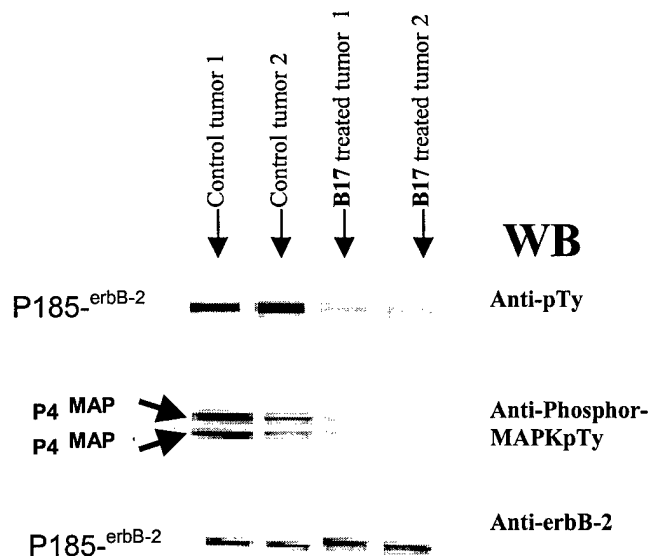 Control tumor 1
Control tumor 2
B17 treated tumor 1
B17 treated tumor 2
WB
P185-erbB-2
Anti-pTy
P4 MAP
P4 MAP
Anti-Phosphor-
MAPKpTy
P185-erbB-2
Anti-erbB-2